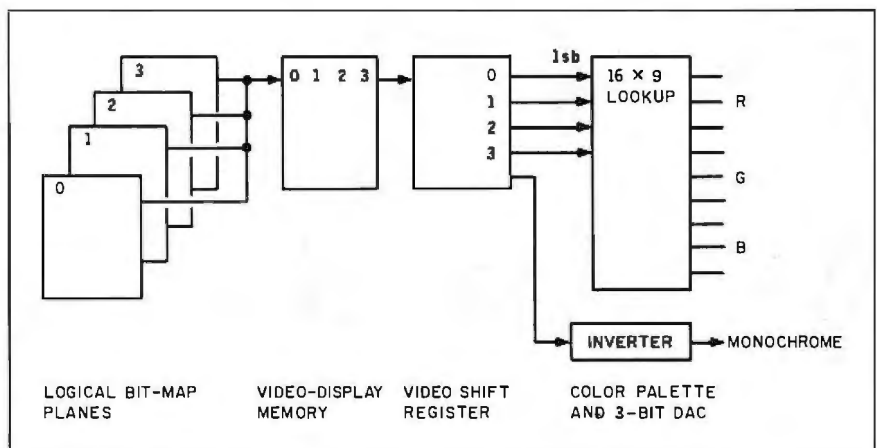 3
2
1
0
0 1 2 3
0
1
2
3
lsb
16 × 9
LOOKUP
R
G
B
INVERTER
MONOCHROME
LOGICAL BIT-MAP
PLANES
VIDEO-DISPLAY
MEMORY
VIDEO SHIFT
REGISTER
COLOR PALETTE
AND 3-BIT DAC